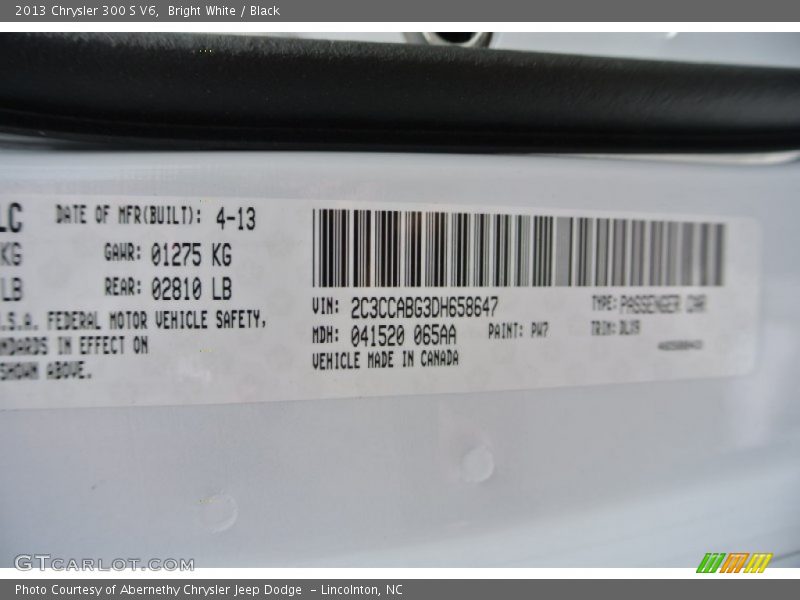 2013 Chrysler 300 S V6, Bright White / Black
LC DATE OF MFR(BUILT): 4-13
KG GAWR: 01275 KG
LB REAR: 02810 LB
.S.A. FEDERAL MOTOR VEHICLE SAFETY,
NDARDS IN EFFECT ON
SHOWN ABOVE.
VIN: 2C3CCABG3DH658647 TYPE: PASSENGER CAR
MDH: 041520 065AA PAINT: PW7 TRIM: DLX9
VEHICLE MADE IN CANADA
GTCARLOT.COM
Photo Courtesy of Abernethy Chrysler Jeep Dodge - Lincolnton, NC